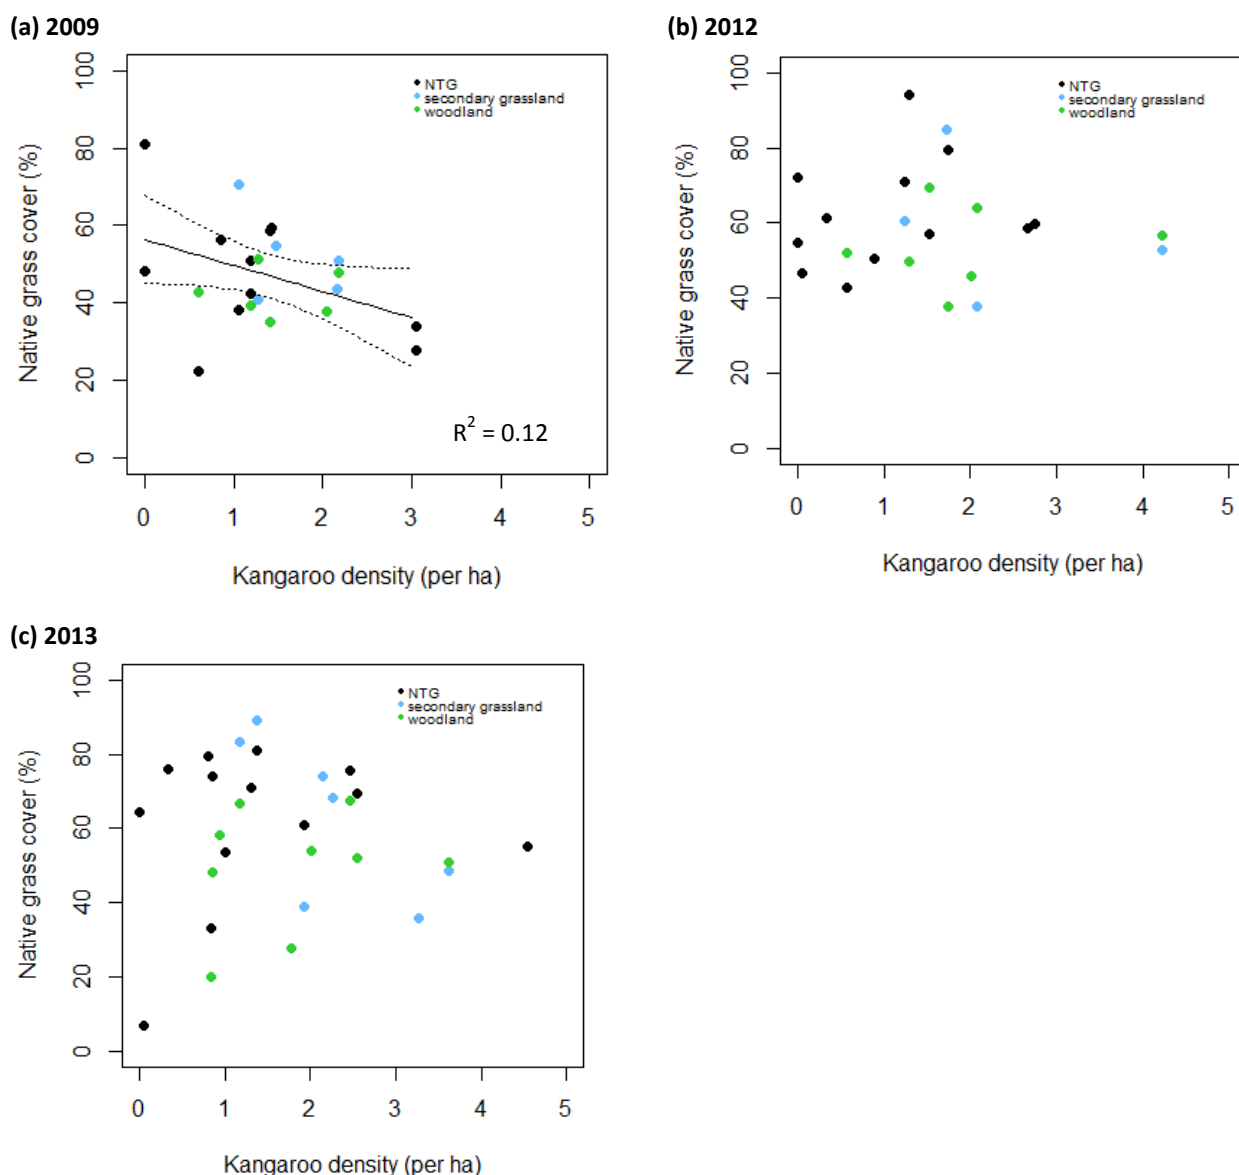 (a) 2009
100
80
60
40
20
0
Native grass cover (%)
NTG
secondary grassland
woodland
R² = 0.12
0 1 2 3 4 5
Kangaroo density (per ha)
(b) 2012
100
80
60
40
20
0
Native grass cover (%)
NTG
secondary grassland
woodland
0 1 2 3 4 5
Kangaroo density (per ha)
(c) 2013
100
80
60
40
20
0
Native grass cover (%)
NTG
secondary grassland
woodland
0 1 2 3 4 5
Kangaroo density (per ha)